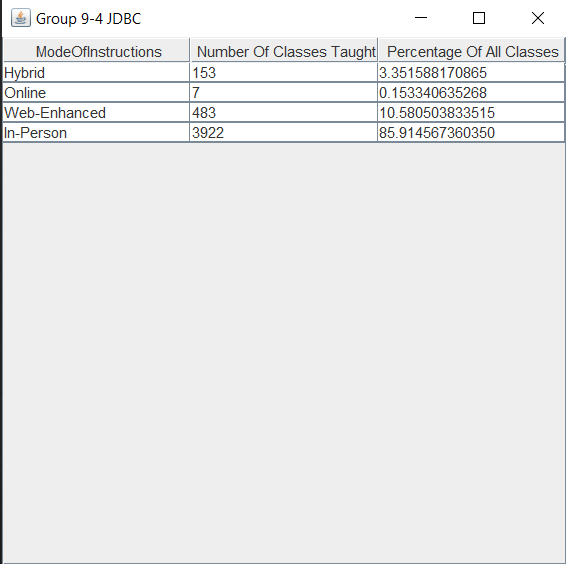 Group 9-4 JDBC
ModeOfInstructions Number Of Classes Taught Percentage Of All Classes
Hybrid 153 3.351588170865
Online 7 0.153340635268
Web-Enhanced 483 10.580503833515
In-Person 3922 85.914567360350